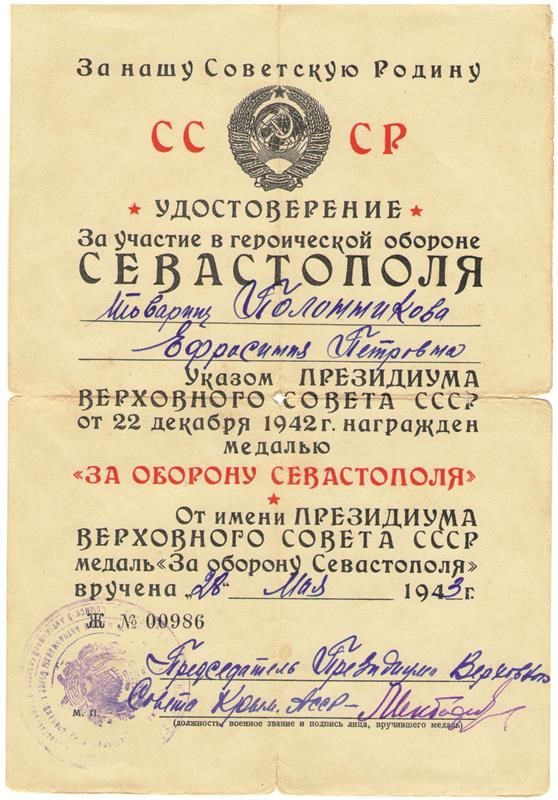 За нашу Советскую Родину
СС СР
УДОСТОВЕРЕНИЕ
За участие в героической обороне
СЕВАСТОПОЛЯ
Товарищ
Ефросиния Петровна
Указом ПРЕЗИДИУМА
ВЕРХОВНОГО СОВЕТА СССР
от 22 декабря 1942 г. награжден
медалью
«ЗА ОБОРОНУ СЕВАСТОПОЛЯ»
От имени ПРЕЗИДИУМА
ВЕРХОВНОГО СОВЕТА СССР
медаль «За оборону Севастополя»
вручена „28" Мая 1943 г.
Ж № 00986
Председатель Президиума Верховного
Совета Крым. АССР –
М. П.
(должность, военное звание и подпись лица, вручившего медаль)